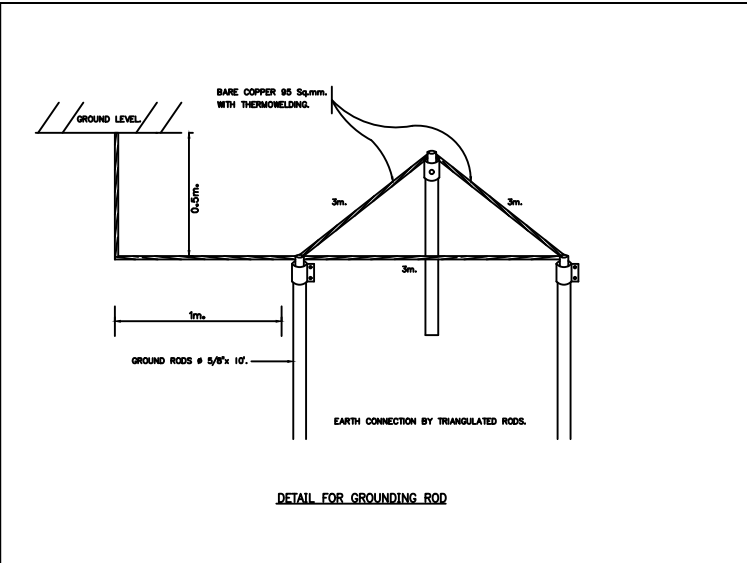 BARE COPPER 95 Sq.mm.
WITH THERMOWELDING.
GROUND LEVEL.
0.5m.
3m.
3m.
3m.
1m.
GROUND RODS ø 5/8"x 10'.
EARTH CONNECTION BY TRIANGULATED RODS.
DETAIL FOR GROUNDING ROD